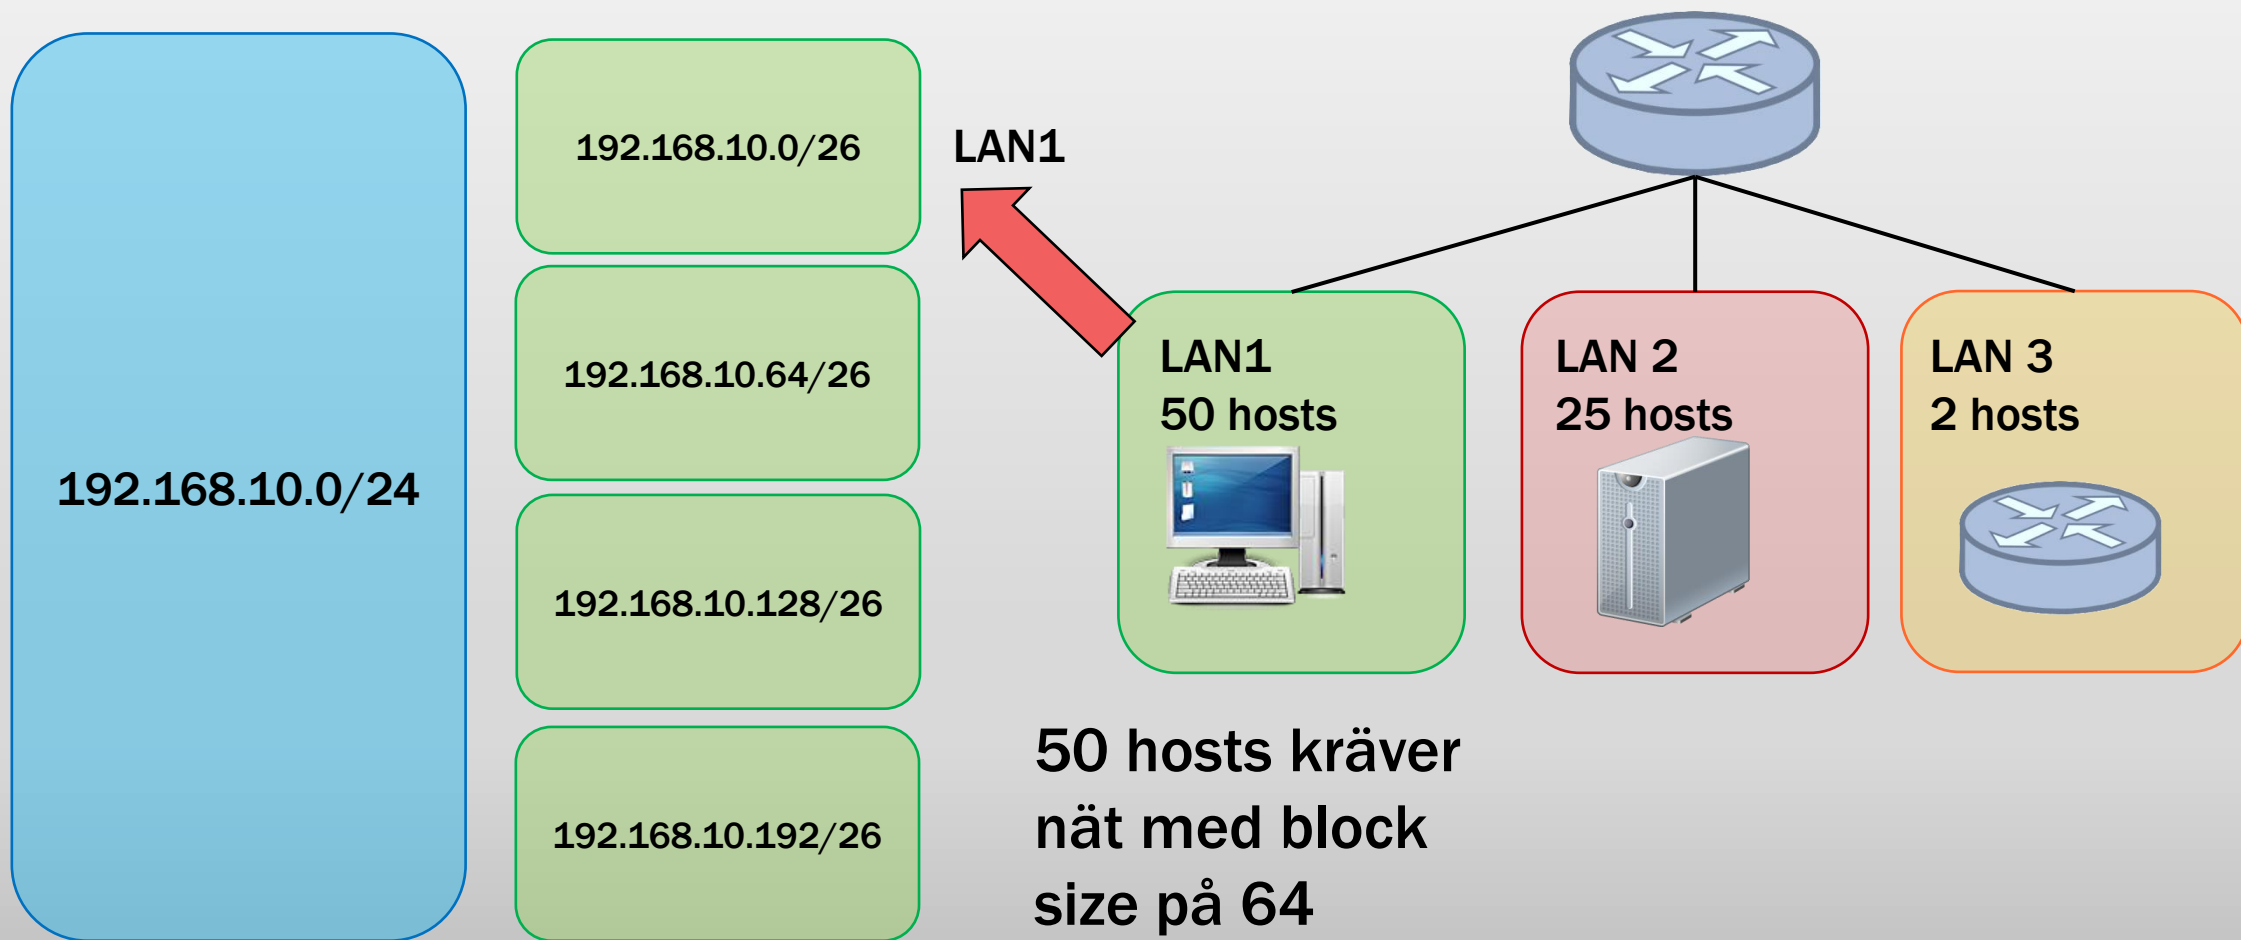 192.168.10.0/24
192.168.10.0/26
192.168.10.64/26
192.168.10.128/26
192.168.10.192/26
LAN1
LAN1
50 hosts
LAN 2
25 hosts
LAN 3
2 hosts
50 hosts kräver
nät med block
size på 64